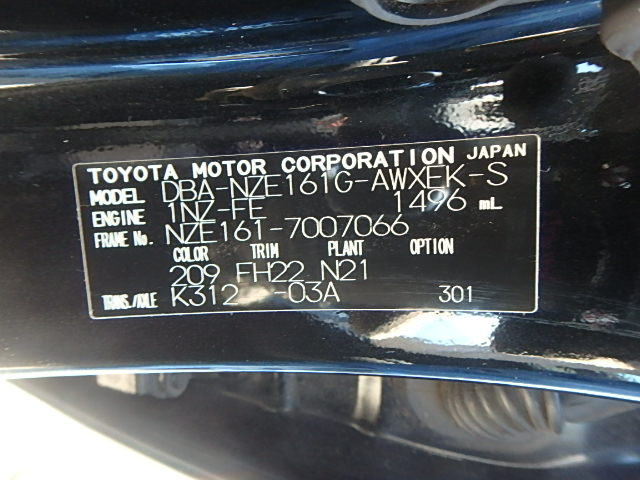 TOYOTA MOTOR CORPORATION JAPAN
MODEL DBA-NZE161G-AWXEK-S
ENGINE 1NZ-FE 1496 mL
FRAME No. NZE161-7007066
COLOR TRIM PLANT OPTION
209 FH22 N21
TRANS./AXLE K312 -03A 301